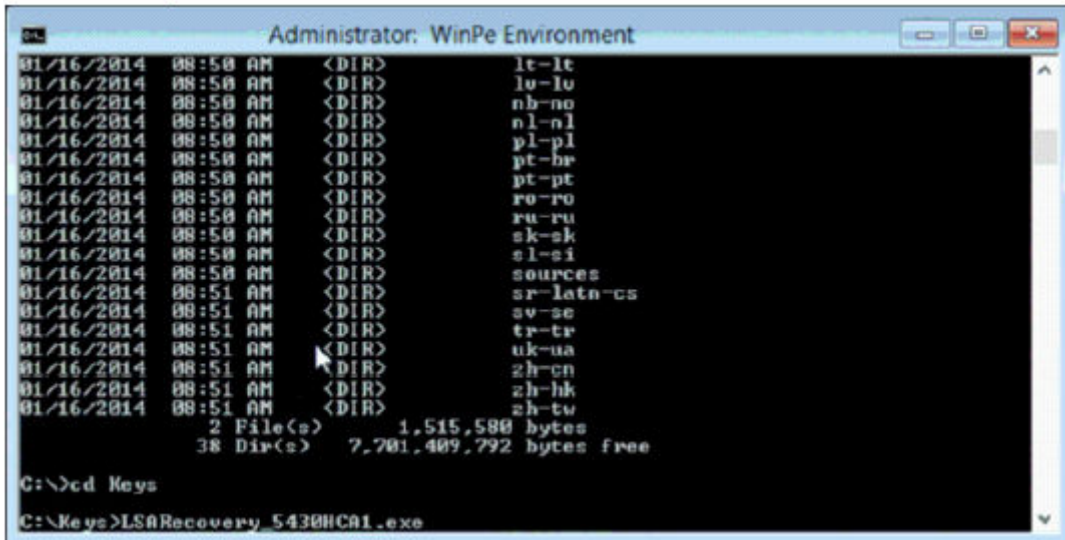 Administrator: WinPe Environment
01/16/2014 08:50 AM <DIR> lt-lt
01/16/2014 08:50 AM <DIR> lv-lv
01/16/2014 08:50 AM <DIR> nb-no
01/16/2014 08:50 AM <DIR> nl-nl
01/16/2014 08:50 AM <DIR> pl-pl
01/16/2014 08:50 AM <DIR> pt-br
01/16/2014 08:50 AM <DIR> pt-pt
01/16/2014 08:50 AM <DIR> ro-ro
01/16/2014 08:50 AM <DIR> ru-ru
01/16/2014 08:50 AM <DIR> sk-sk
01/16/2014 08:50 AM <DIR> sl-si
01/16/2014 08:50 AM <DIR> sources
01/16/2014 08:51 AM <DIR> sr-latn-cs
01/16/2014 08:51 AM <DIR> sv-se
01/16/2014 08:51 AM <DIR> tr-tr
01/16/2014 08:51 AM <DIR> uk-ua
01/16/2014 08:51 AM <DIR> zh-cn
01/16/2014 08:51 AM <DIR> zh-hk
01/16/2014 08:51 AM <DIR> zh-tw
2 File(s) 1,515,580 bytes
38 Dir(s) 7,701,409,792 bytes free
C:\>cd Keys
C:\Keys>LSARecovery_5430HCA1.exe